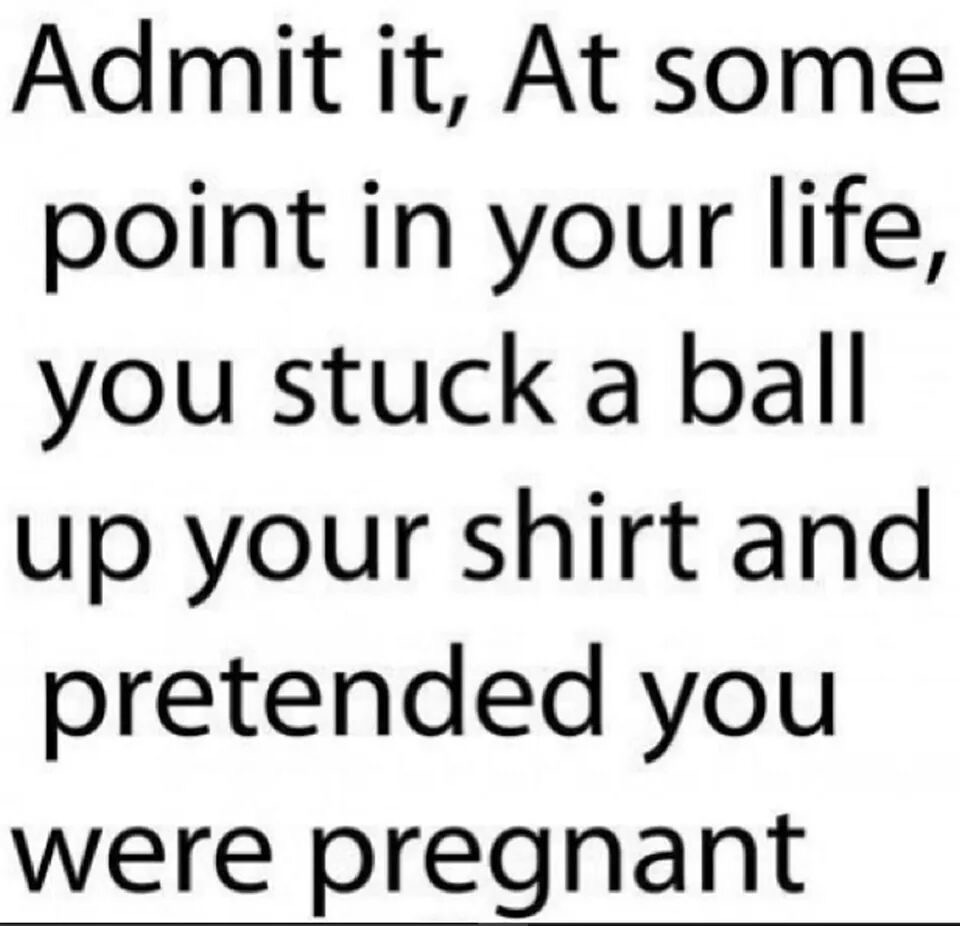 Admit it, At some
point in your life,
you stuck a ball
up your shirt and
pretended you
were pregnant